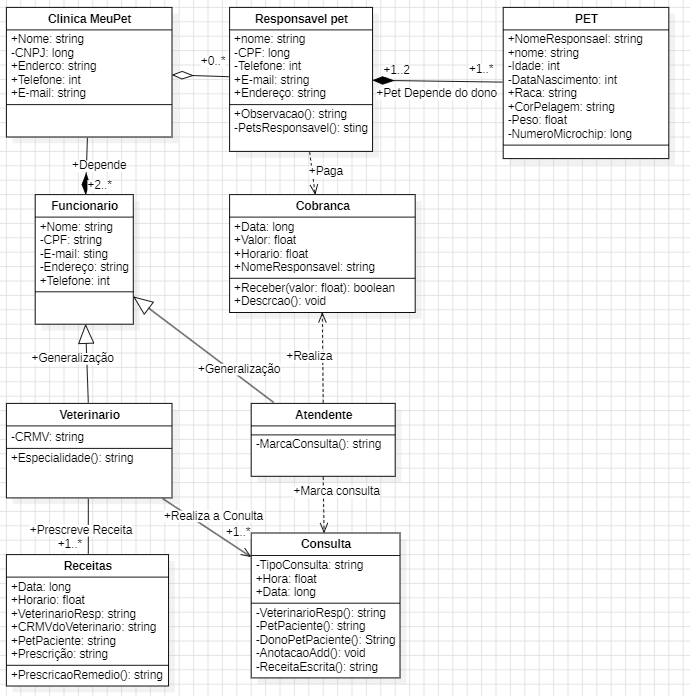 Clinica MeuPet
+Nome: string
-CNPJ: long
+Enderco: string
+Telefone: int
+E-mail: string
+0..*
Responsavel pet
+nome: string
-CPF: long
-Telefone: int
+E-mail: string
+Endereço: string
+Observacao(): string
-PetsResponsavel(): sting
+1..2
+1..*
+Pet Depende do dono
PET
+NomeResponsael: string
+nome: string
-Idade: int
-DataNascimento: int
+Raca: string
+CorPelagem: string
-Peso: float
-NumeroMicrochip: long
+Depende
+2..*
+Paga
Funcionario
+Nome: string
-CPF: string
-E-mail: sting
-Endereço: string
+Telefone: int
Cobranca
+Data: long
+Valor: float
+Horario: float
+NomeResponsavel: string
+Receber(valor: float): boolean
+Descrcao(): void
+Generalização
+Generalização
+Realiza
Veterinario
-CRMV: string
+Especialidade(): string
Atendente
-MarcaConsulta(): string
+Marca consulta
+Realiza a Conulta
+1..*
+Prescreve Receita
+1..*
Receitas
+Data: long
+Horario: float
+VeterinarioResp: string
+CRMVdoVeterinario: string
+PetPaciente: string
+Prescrição: string
+PrescricaoRemedio(): string
Consulta
-TipoConsulta: string
+Hora: float
+Data: long
-VeterinarioResp(): string
-PetPaciente(): string
-DonoPetPaciente(): String
-AnotacaoAdd(): void
-ReceitaEscrita(): string